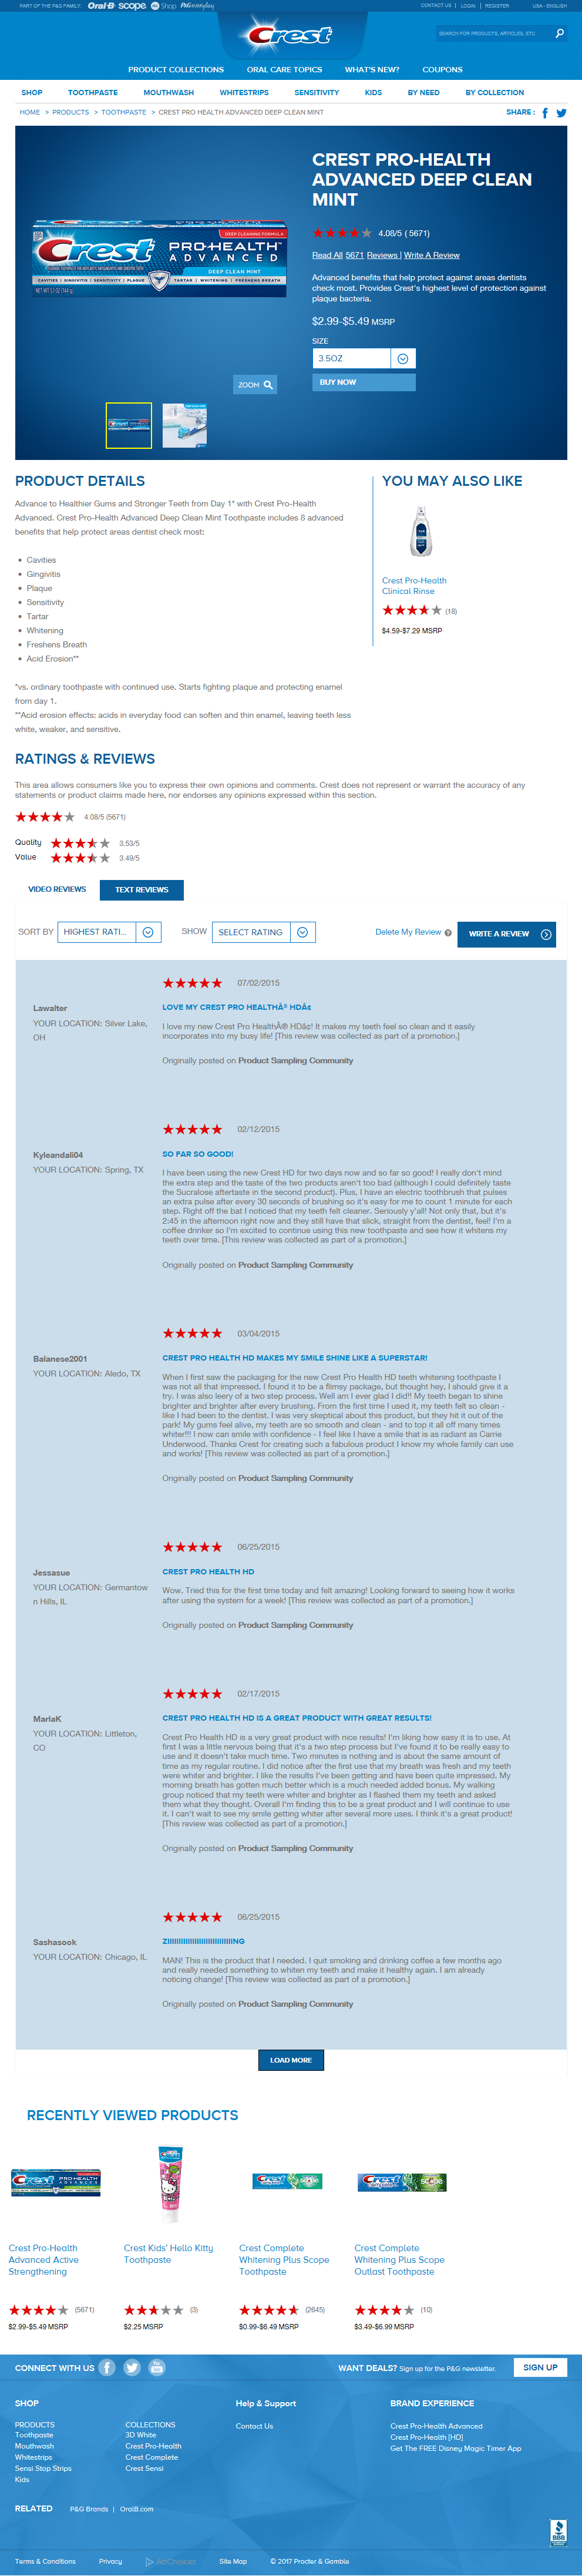 PART OF THE P&G FAMILY: Oral-B scope Shop P&G everyday CONTACT US | LOGIN | REGISTER USA - ENGLISH
Crest
SEARCH FOR PRODUCTS, ARTICLES, ETC
PRODUCT COLLECTIONS ORAL CARE TOPICS WHAT'S NEW? COUPONS
SHOP TOOTHPASTE MOUTHWASH WHITESTRIPS SENSITIVITY KIDS BY NEED BY COLLECTION
HOME > PRODUCTS > TOOTHPASTE > CREST PRO HEALTH ADVANCED DEEP CLEAN MINT SHARE :
CREST PRO-HEALTH
ADVANCED DEEP CLEAN
MINT
4.08/5 ( 5671)
Read All 5671 Reviews | Write A Review
Advanced benefits that help protect against areas dentists
check most. Provides Crest's highest level of protection against
plaque bacteria.
$2.99-$5.49 MSRP
SIZE
3.5OZ
BUY NOW
DEEP CLEANING FORMULA
Crest PRO-HEALTH
ADVANCED
DEEP CLEAN MINT
CAVITIES | GINGIVITIS | SENSITIVITY | PLAQUE TARTAR | WHITENING | FRESHENS BREATH
NET WT 5.1 OZ (144 g)
ZOOM
PRODUCT DETAILS
Advance to Healthier Gums and Stronger Teeth from Day 1* with Crest Pro-Health
Advanced. Crest Pro-Health Advanced Deep Clean Mint Toothpaste includes 8 advanced
benefits that help protect areas dentist check most:
• Cavities
• Gingivitis
• Plaque
• Sensitivity
• Tartar
• Whitening
• Freshens Breath
• Acid Erosion**
*vs. ordinary toothpaste with continued use. Starts fighting plaque and protecting enamel
from day 1.
**Acid erosion effects: acids in everyday food can soften and thin enamel, leaving teeth less
white, weaker, and sensitive.
YOU MAY ALSO LIKE
Crest Pro-Health
Clinical Rinse
(18)
$4.59-$7.29 MSRP
RATINGS & REVIEWS
This area allows consumers like you to express their own opinions and comments. Crest does not represent or warrant the accuracy of any
statements or product claims made here, nor endorses any opinions expressed within this section.
4.08/5 (5671)
Quality 3.53/5
Value 3.49/5
VIDEO REVIEWS TEXT REVIEWS
SORT BY HIGHEST RATI... SHOW SELECT RATING Delete My Review ? WRITE A REVIEW
07/02/2015
Lawalter
YOUR LOCATION: Silver Lake,
OH
LOVE MY CREST PRO HEALTHÂ® HDÂ¢
I love my new Crest Pro HealthÂ® HDâ¢! It makes my teeth feel so clean and it easily
incorporates into my busy life! [This review was collected as part of a promotion.]
Originally posted on Product Sampling Community
02/12/2015
Kyleandali04
YOUR LOCATION: Spring, TX
SO FAR SO GOOD!
I have been using the new Crest HD for two days now and so far so good! I really don't mind
the extra step and the taste of the two products aren't too bad (although I could definitely taste
the Sucralose aftertaste in the second product). Plus, I have an electric toothbrush that pulses
an extra pulse every 30 seconds of brushing so it's easy for me to count 1 minute for each
step. Right off the bat I noticed that my teeth felt cleaner. Seriously y'all! Not only that, but it's
2:45 in the afternoon right now and they still have that slick, straight from the dentist, feel! I'm a
coffee drinker so I'm excited to continue using this new toothpaste and see how it whitens my
teeth over time. [This review was collected as part of a promotion.]
Originally posted on Product Sampling Community
03/04/2015
Balanese2001
YOUR LOCATION: Aledo, TX
CREST PRO HEALTH HD MAKES MY SMILE SHINE LIKE A SUPERSTAR!
When I first saw the packaging for the new Crest Pro Health HD teeth whitening toothpaste I
was not all that impressed. I found it to be a flimsy package, but thought hey, I should give it a
try. I was also leery of a two step process. Well am I ever glad I did!! My teeth began to shine
brighter and brighter after every brushing. From the first time I used it, my teeth felt so clean -
like I had been to the dentist. I was very skeptical about this product, but they hit it out of the
park! My gums feel alive, my teeth are so smooth and clean - and to top it all off many times
whiter!!! I now can smile with confidence - I feel like I have a smile that is as radiant as Carrie
Underwood. Thanks Crest for creating such a fabulous product I know my whole family can use
and works! [This review was collected as part of a promotion.]
Originally posted on Product Sampling Community
06/25/2015
Jessasue
YOUR LOCATION: Germantow
n Hills, IL
CREST PRO HEALTH HD
Wow. Tried this for the first time today and felt amazing! Looking forward to seeing how it works
after using the system for a week! [This review was collected as part of a promotion.]
Originally posted on Product Sampling Community
02/17/2015
MarlaK
YOUR LOCATION: Littleton,
CO
CREST PRO HEALTH HD IS A GREAT PRODUCT WITH GREAT RESULTS!
Crest Pro Health HD is a very great product with nice results! I'm liking how easy it is to use. At
first I was a little nervous being that it's a two step process but I've found it to be really easy to
use and it doesn't take much time. Two minutes is nothing and is about the same amount of
time as my regular routine. I did notice after the first use that my breath was fresh and my teeth
were whiter and brighter. I like the results I've been getting and have been quite impressed. My
morning breath has gotten much better which is a much needed added bonus. My walking
group noticed that my teeth were whiter and brighter as I flashed them my teeth and asked
them what they thought. Overall I'm finding this to be a great product and I will continue to use
it. I can't wait to see my smile getting whiter after several more uses. I think it's a great product!
[This review was collected as part of a promotion.]
Originally posted on Product Sampling Community
06/25/2015
Sashasook
YOUR LOCATION: Chicago, IL
MAN! This is the product that I needed. I quit smoking and drinking coffee a few months ago
and really needed something to whiten my teeth and make it healthy again. I am already
noticing change! [This review was collected as part of a promotion.]
Originally posted on Product Sampling Community
LOAD MORE
RECENTLY VIEWED PRODUCTS
Crest Pro-Health
Advanced Active
Strengthening
(5671)
$2.99-$5.49 MSRP
Crest Kids' Hello Kitty
Toothpaste
(3)
$2.25 MSRP
Crest Complete
Whitening Plus Scope
Toothpaste
(2645)
$0.99-$6.49 MSRP
Crest Complete
Whitening Plus Scope
Outlast Toothpaste
(10)
$3.49-$6.99 MSRP
CONNECT WITH US WANT DEALS? Sign up for the P&G newsletter. SIGN UP
SHOP
PRODUCTS
Toothpaste
Mouthwash
Whitestrips
Sensi Stop Strips
Kids
COLLECTIONS
3D White
Crest Pro-Health
Crest Complete
Crest Sensi
Help & Support
Contact Us
BRAND EXPERIENCE
Crest Pro-Health Advanced
Crest Pro-Health [HD]
Get The FREE Disney Magic Timer App
RELATED P&G Brands | OralB.com
BBB
Terms & Conditions Privacy AdChoices Site Map © 2017 Procter & Gamble